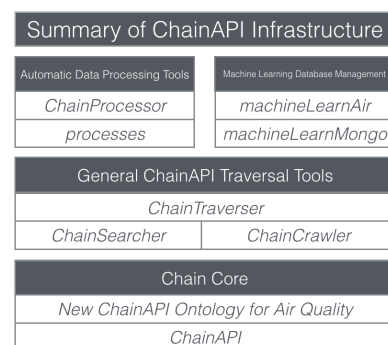 Summary of ChainAPI Infrastructure
Automatic Data Processing Tools
ChainProcessor
processes
Machine Learning Database Management
machineLearnAir
machineLearnMongo
General ChainAPI Traversal Tools
ChainTraverser
ChainSearcher ChainCrawler
Chain Core
New ChainAPI Ontology for Air Quality
ChainAPI